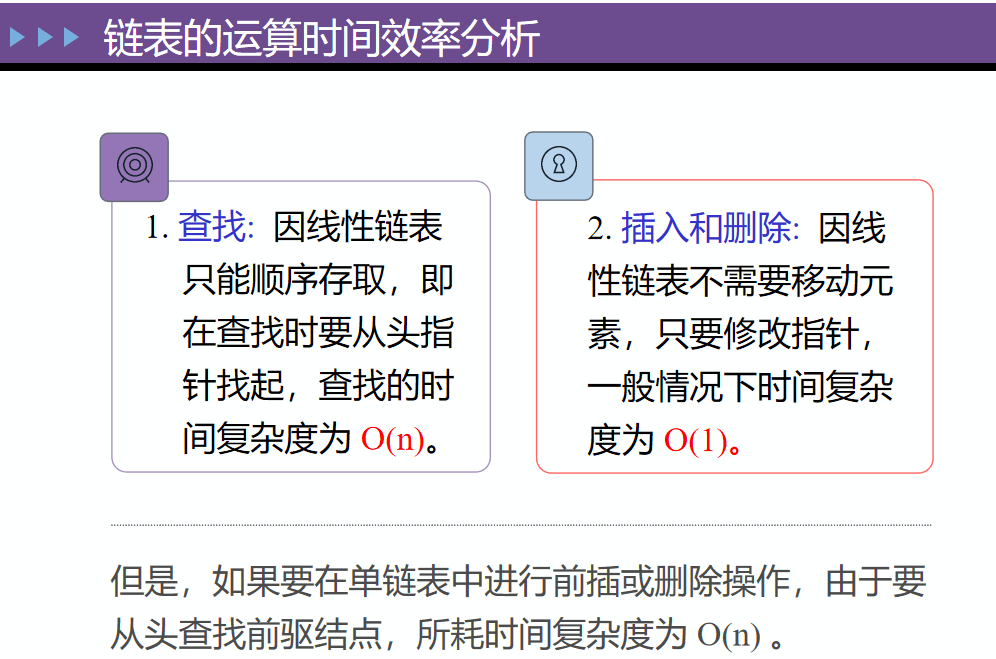 链表的运算时间效率分析
1. 查找: 因线性链表
只能顺序存取，即
在查找时要从头指
针找起，查找的时
间复杂度为 O(n)。
2. 插入和删除: 因线
性链表不需要移动元
素，只要修改指针，
一般情况下时间复杂
度为 O(1)。
但是，如果要在单链表中进行前插或删除操作，由于要
从头查找前驱结点，所耗时间复杂度为 O(n) 。